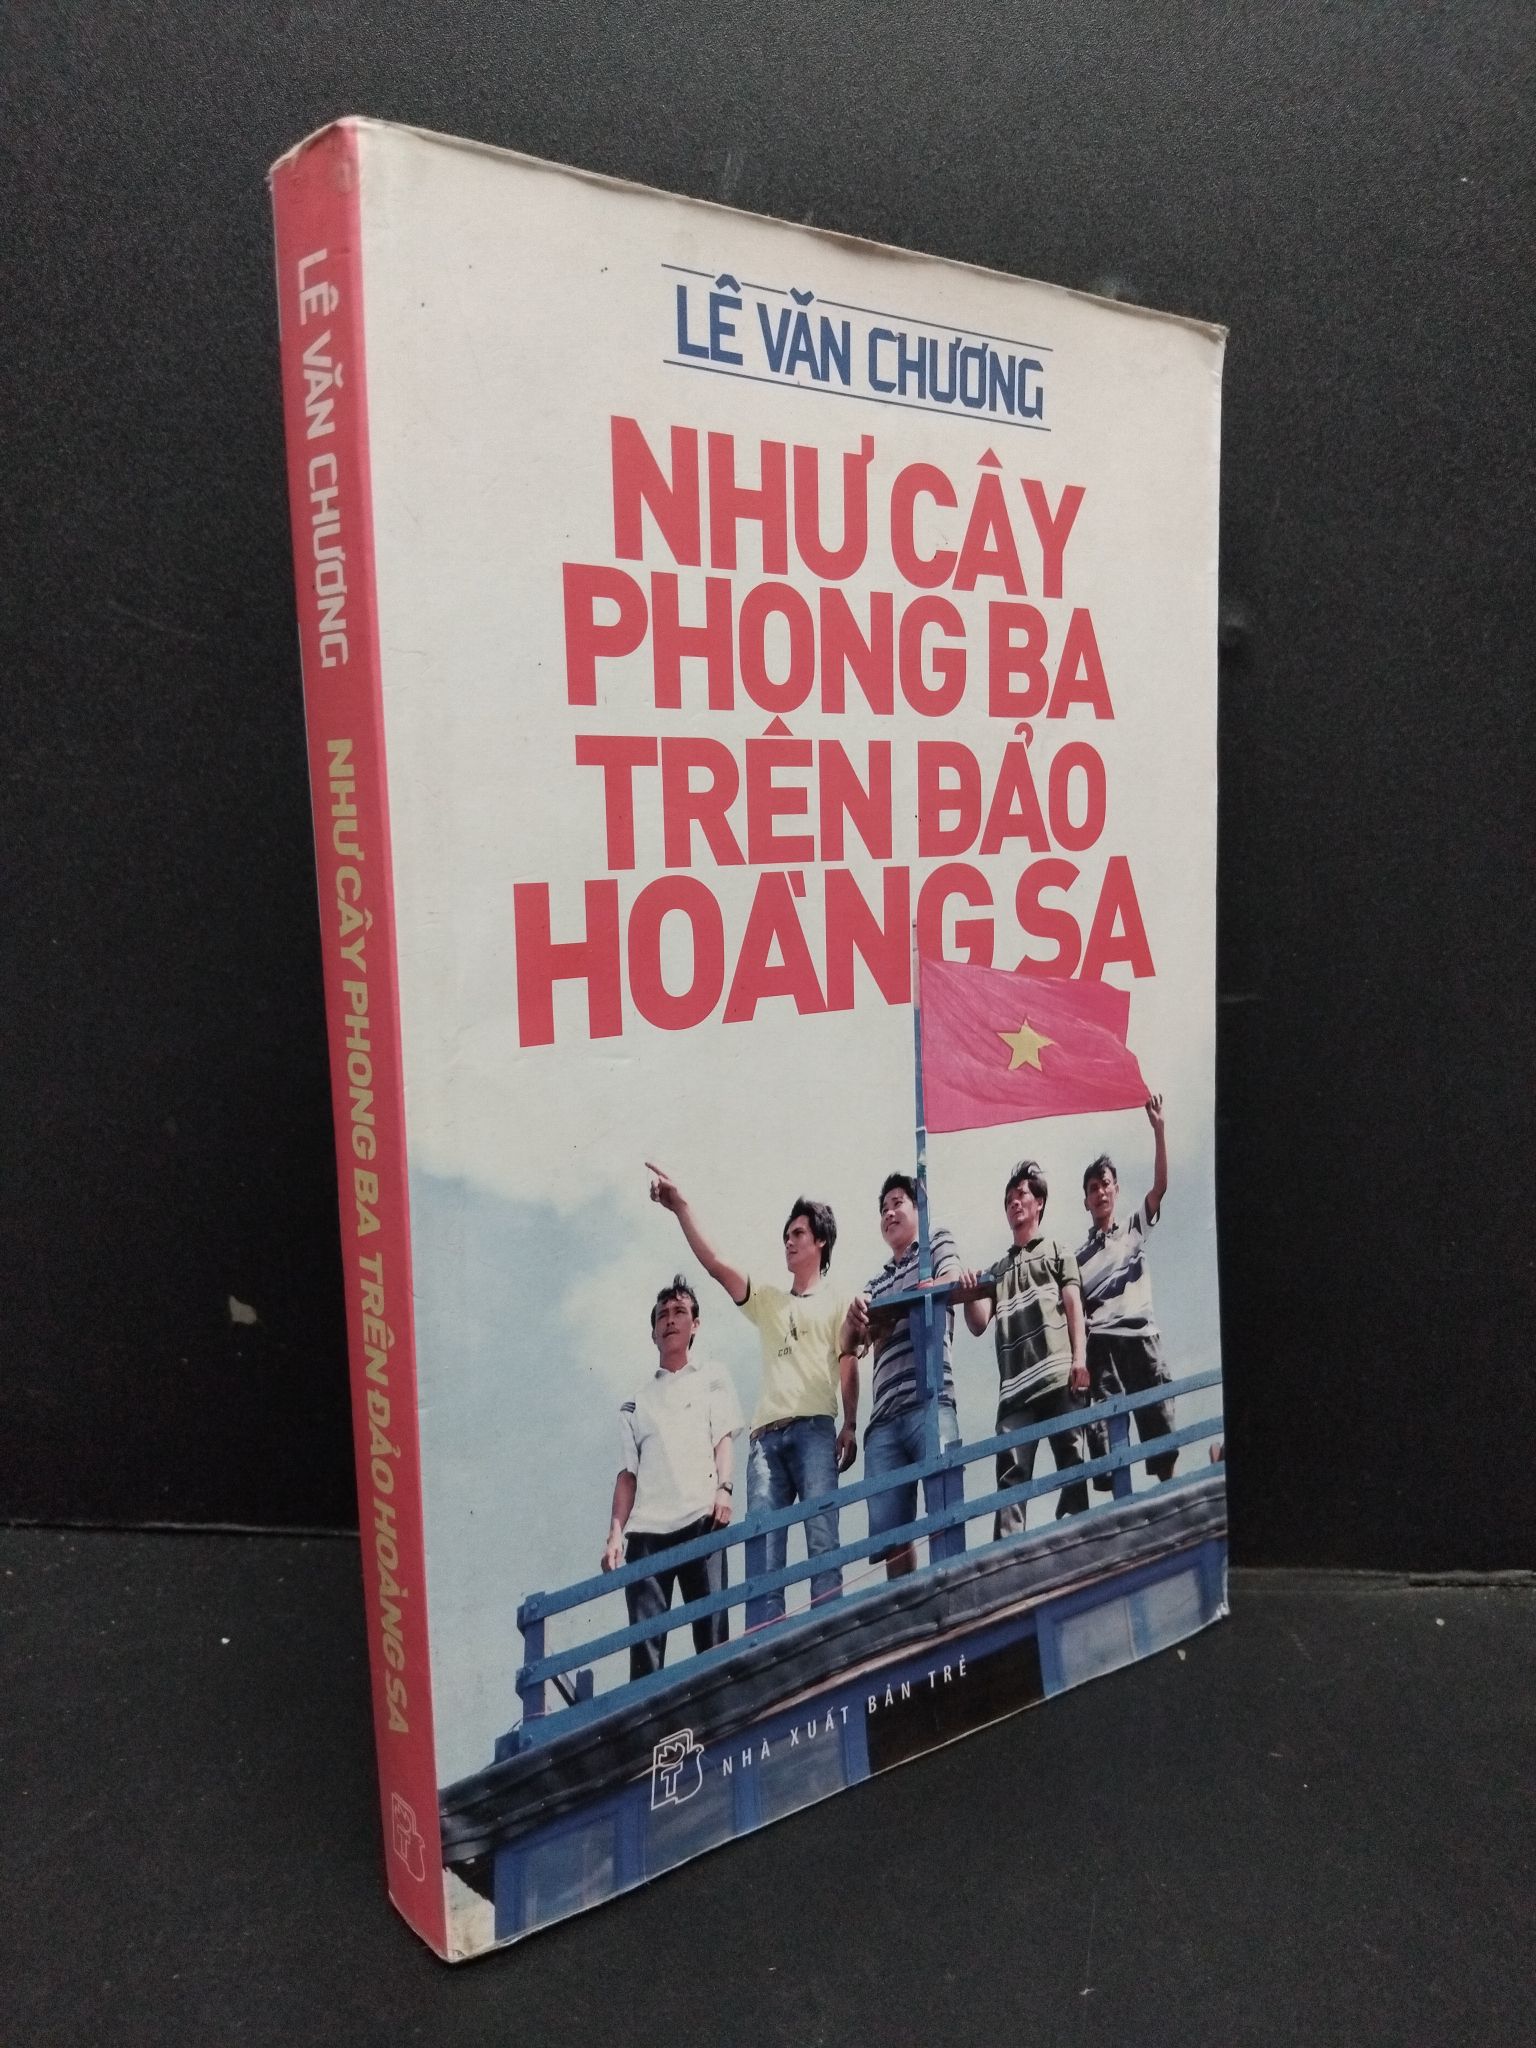 LÊ VĂN CHƯƠNG NHƯ CÂY PHONG BA TRÊN ĐẢO HOÀNG SA
LÊ VĂN CHƯƠNG
NHƯ CÂY
PHONG BA
TRÊN ĐẢO
HOÀNG SA
NHÀ XUẤT BẢN TRẺ